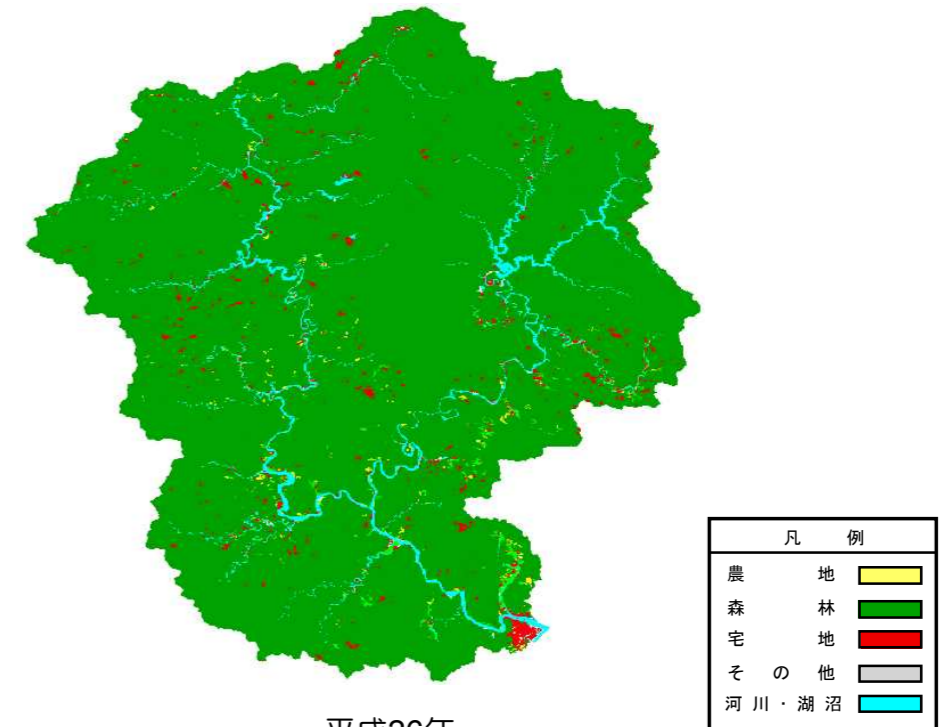 凡 例
農 地
森 林
宅 地
そ の 他
河 川 ・ 湖 沼